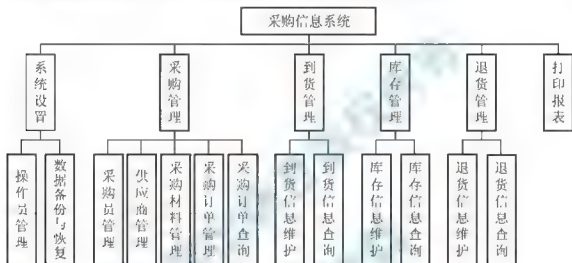 采购信息系统
系统设置
采购管理
到货管理
库存管理
退货管理
打印报表
操作员管理
数据备份与恢复
采购员管理
供应商管理
采购材料管理
采购订单管理
采购订单查询
到货信息维护
到货信息查询
库存信息维护
库存信息查询
退货信息维护
退货信息查询